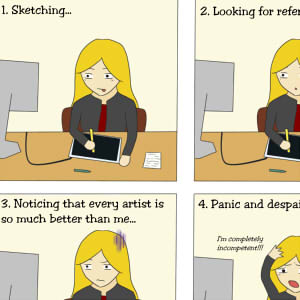 1. Sketching...
2. Looking for refer
3. Noticing that every artist is
so much better than me...
4. Panic and despai
I'm completely
incompetent!!!